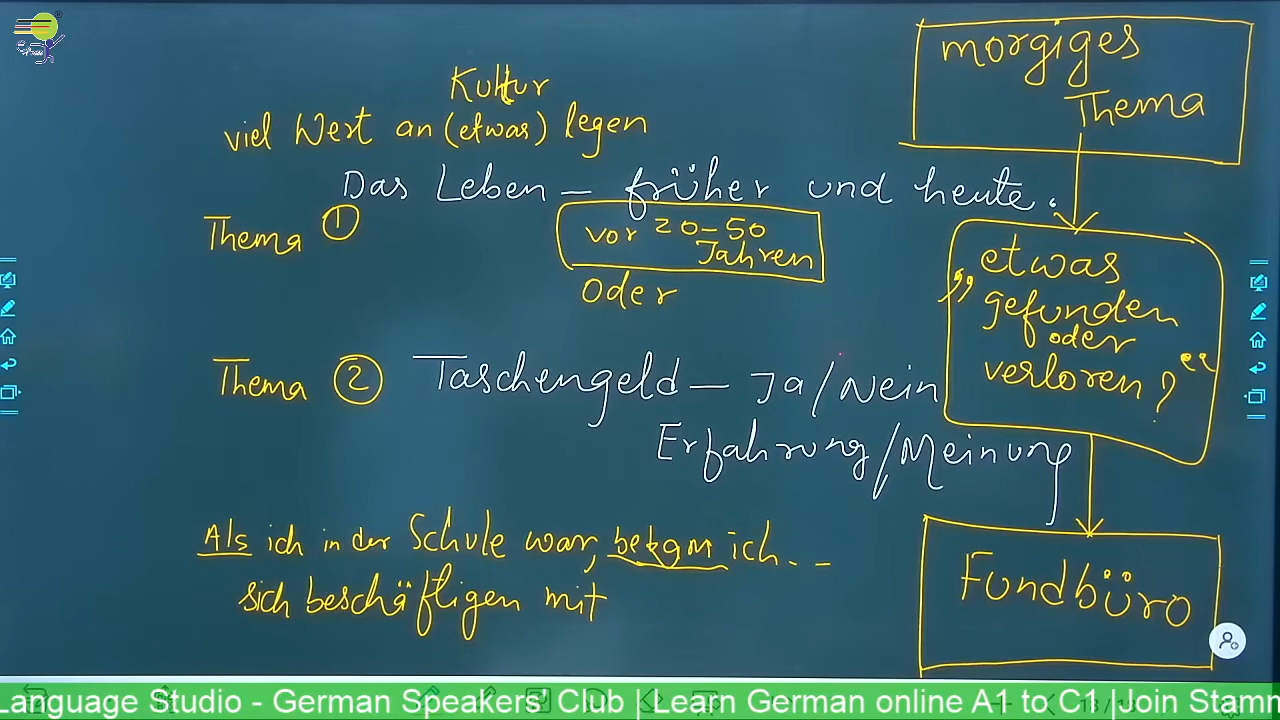 Kultur
viel Wert an (etwas) legen
Das Leben – früher und heute.
Thema ①
vor 20-50
Jahren
oder
Thema ② Taschengeld – Ja/Nein
Erfahrung/Meinung
Als ich in der Schule war, bekam ich...
sich beschäftigen mit
morgiges
Thema
„etwas
gefunden
oder
verloren?“
Fundbüro
Language Studio - German Speakers' Club | Learn German online A1 to C1 | Join Stamm